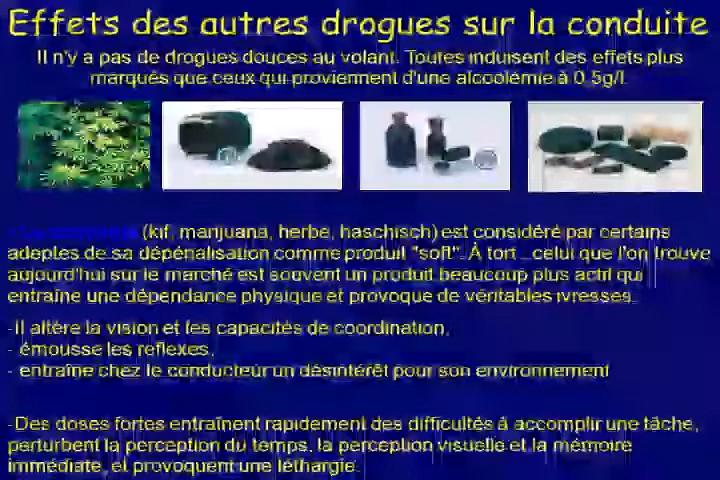 Effets des autres drogues sur la conduite
Il n'y a pas de drogues douces au volant. Toutes induisent des effets plus
marqués que ceux qui proviennent d'une alcoolémie à 0.5g/l.
(kif, marijuana, herbe, haschisch) est considéré par certains
adeptes de sa dépénalisation comme produit "soft". À tort...celui que l'on trouve
aujourd'hui sur le marché est souvent un produit beaucoup plus actif qui
entraîne une dépendance physique et provoque de véritables ivresses.
-Il altère la vision et les capacités de coordination,
- émousse les reflexes,
- entraîne chez le conducteur un désintérêt pour son environnement
-Des doses fortes entraînent rapidement des difficultés à accomplir une tâche,
perturbent la perception du temps, la perception visuelle et la mémoire
immédiate, et provoquent une léthargie.